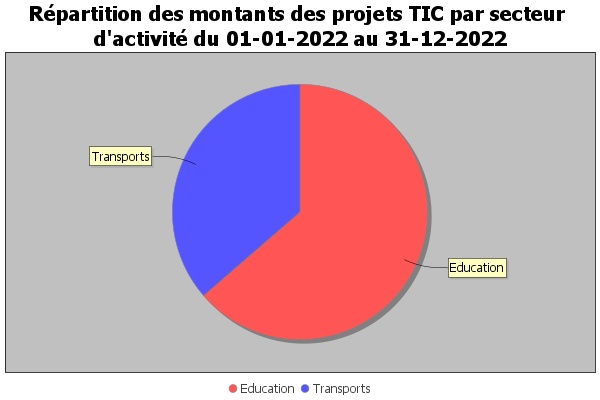 Répartition des montants des projets TIC par secteur
d'activité du 01-01-2022 au 31-12-2022
Transports
Education
Education Transports